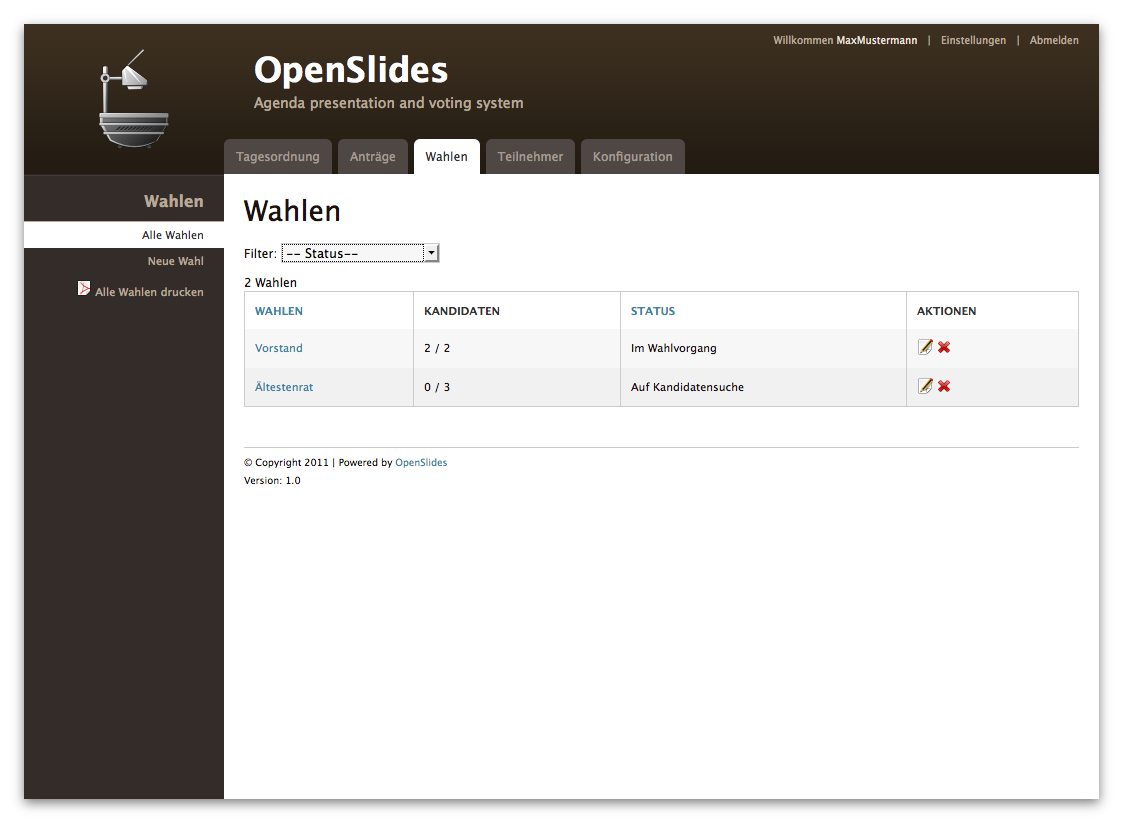 Willkommen MaxMustermann | Einstellungen | Abmelden
OpenSlides
Agenda presentation and voting system
Tagesordnung Anträge Wahlen Teilnehmer Konfiguration
Wahlen
Alle Wahlen
Neue Wahl
Alle Wahlen drucken
Wahlen
Filter: -- Status--
2 Wahlen
WAHLEN KANDIDATEN STATUS AKTIONEN
Vorstand 2 / 2 Im Wahlvorgang
Ältestenrat 0 / 3 Auf Kandidatensuche
© Copyright 2011 | Powered by OpenSlides
Version: 1.0